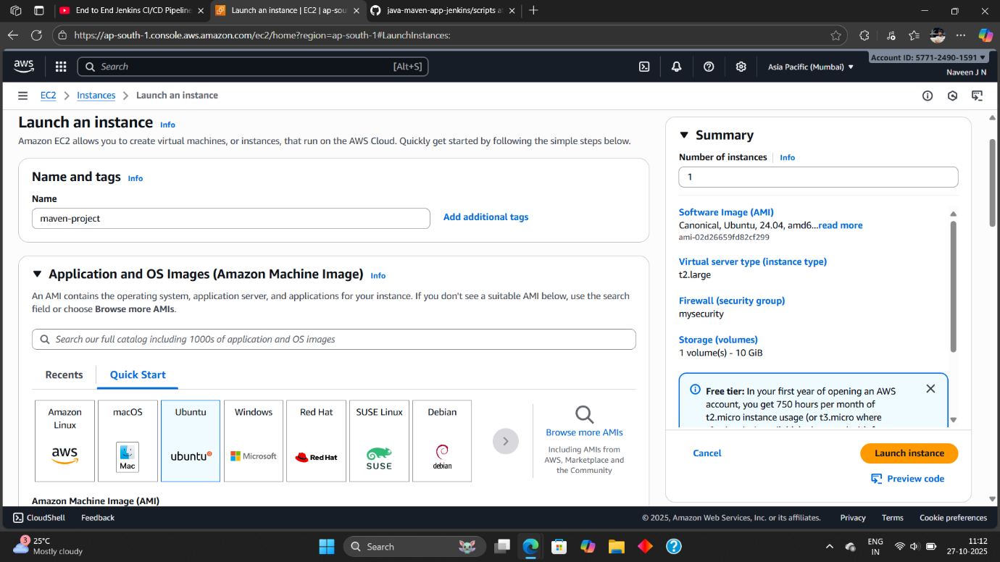 End to End Jenkins CI/CD Pipeline
Launch an instance | EC2 | ap-sou
java-maven-app-jenkins/scripts a
https://ap-south-1.console.aws.amazon.com/ec2/home?region=ap-south-1#LaunchInstances:
aws
Search
[Alt+S]
Asia Pacific (Mumbai)
Account ID: 5771-2490-1591
Naveen J N
EC2
Instances
Launch an instance
Launch an instance Info
Amazon EC2 allows you to create virtual machines, or instances, that run on the AWS Cloud. Quickly get started by following the simple steps below.
Name and tags Info
Name
maven-project
Add additional tags
Application and OS Images (Amazon Machine Image) Info
An AMI contains the operating system, application server, and applications for your instance. If you don't see a suitable AMI below, use the search
field or choose Browse more AMIs.
Search our full catalog including 1000s of application and OS images
Recents
Quick Start
Amazon
Linux
aws
macOS
Mac
Ubuntu
ubuntu
Windows
Microsoft
Red Hat
Red Hat
SUSE Linux
SUSE
Debian
debian
Browse more AMIs
Including AMIs from
AWS, Marketplace and
the Community
Amazon Machine Image (AMI)
Summary
Number of instances Info
1
Software Image (AMI)
Canonical, Ubuntu, 24.04, amd6...read more
ami-02d26659fd82cf299
Virtual server type (instance type)
t2.large
Firewall (security group)
mysecurity
Storage (volumes)
1 volume(s) - 10 GiB
Free tier: In your first year of opening an AWS
account, you get 750 hours per month of
t2.micro instance usage (or t3.micro where
Cancel
Launch instance
Preview code
CloudShell
Feedback
© 2025, Amazon Web Services, Inc. or its affiliates.
Privacy
Terms
Cookie preferences
3
25°C
Mostly cloudy
Search
ENG
IN
11:12
27-10-2025